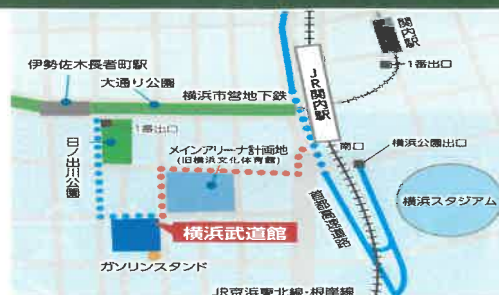 関内駅
1番出口
伊勢佐木長者町駅
大通り公園
横浜市営地下鉄
JR関内駅
1番出口
日ノ出川公園
メインアリーナ計画地
(旧横浜文化体育館)
南口
横浜公園出口
首都高速道路
横浜スタジアム
横浜武道館
ガソリンスタンド
JR京浜東北線・根岸線